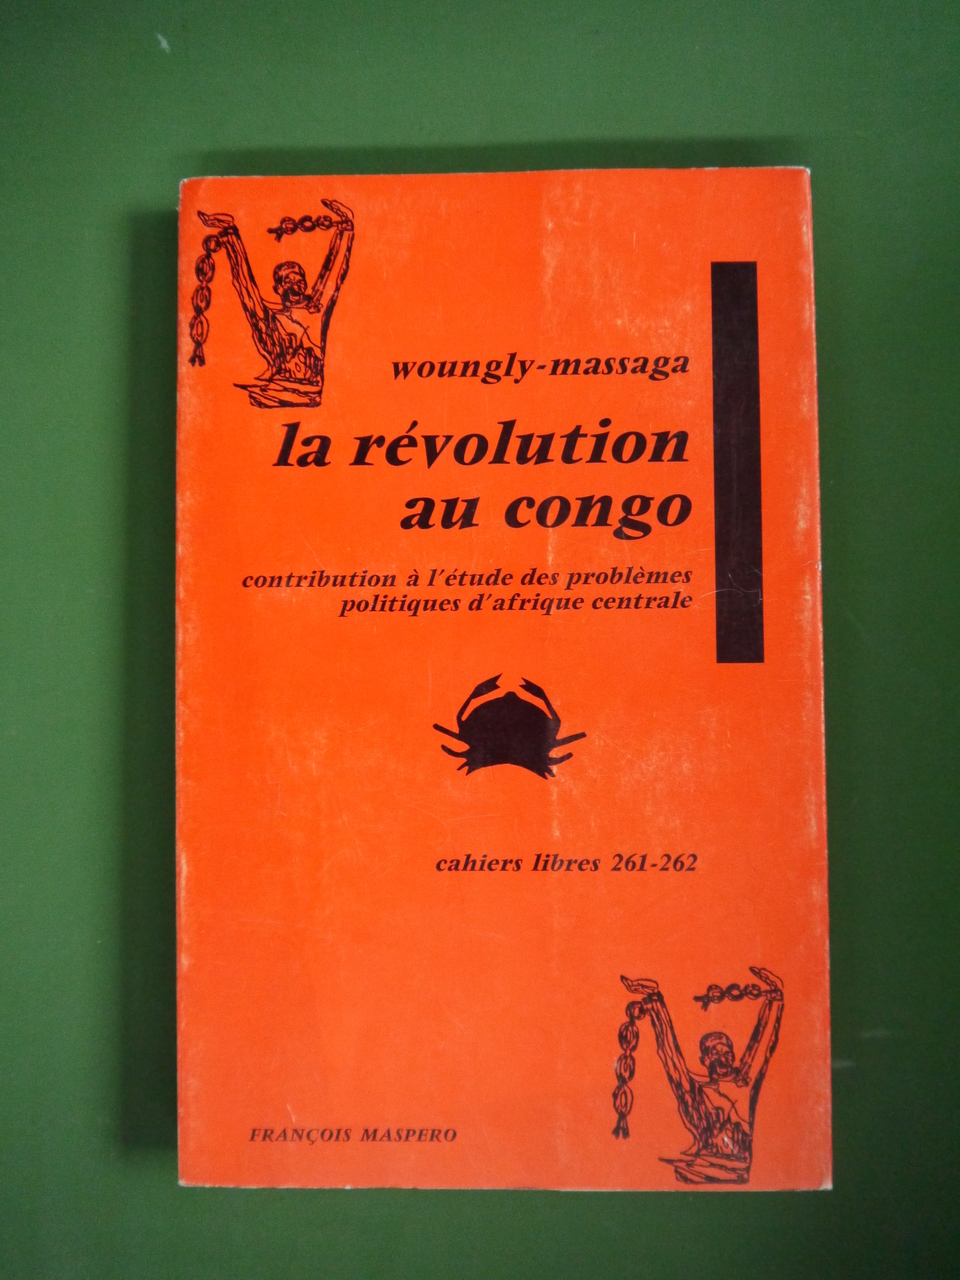 woungly-massaga
la révolution
au congo
contribution à l'étude des problèmes
politiques d'afrique centrale
cahiers libres 261-262
FRANÇOIS MASPERO